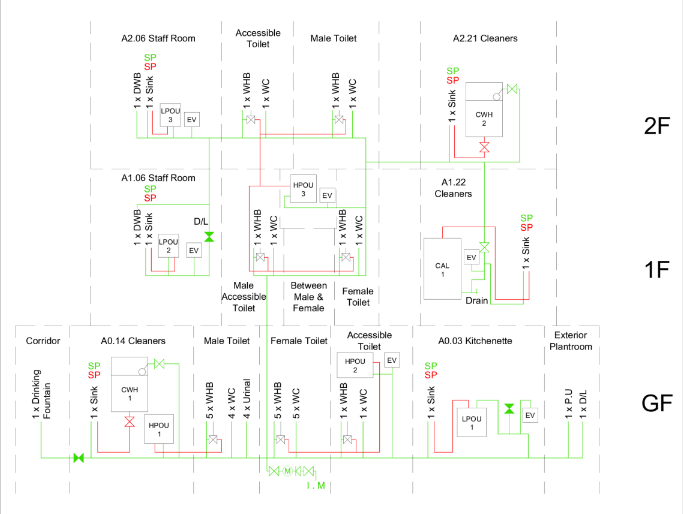 A2.06 Staff Room
Accessible
Toilet
Male Toilet
A2.21 Cleaners
SP
SP
1 x DWB
1 x Sink
LPOU
3
EV
1 x WHB
1 x WC
1 x WHB
1 x WC
SP
SP
1 x Sink
CWH
2
2F
A1.06 Staff Room
SP
SP
1 x DWB
1 x Sink
LPOU
2
EV
D/L
HPOU
3
EV
1 x WHB
1 x WC
1 x WHB
1 x WC
A1.22
Cleaners
SP
SP
1 x Sink
CAL
1
EV
Drain
1F
Male
Accessible
Toilet
Between
Male &
Female
Female
Toilet
Corridor
A0.14 Cleaners
Male Toilet
Female Toilet
Accessible
Toilet
A0.03 Kitchenette
Exterior
Plantroom
1 x Drinking
Fountain
SP
SP
1 x Sink
CWH
1
HPOU
1
5 x WHB
4 x WC
4 x Urinal
5 x WHB
5 x WC
HPOU
2
EV
1 x WHB
1 x WC
SP
SP
1 x Sink
LPOU
1
EV
1 x P.U
1 x D/L
GF
M
I . M